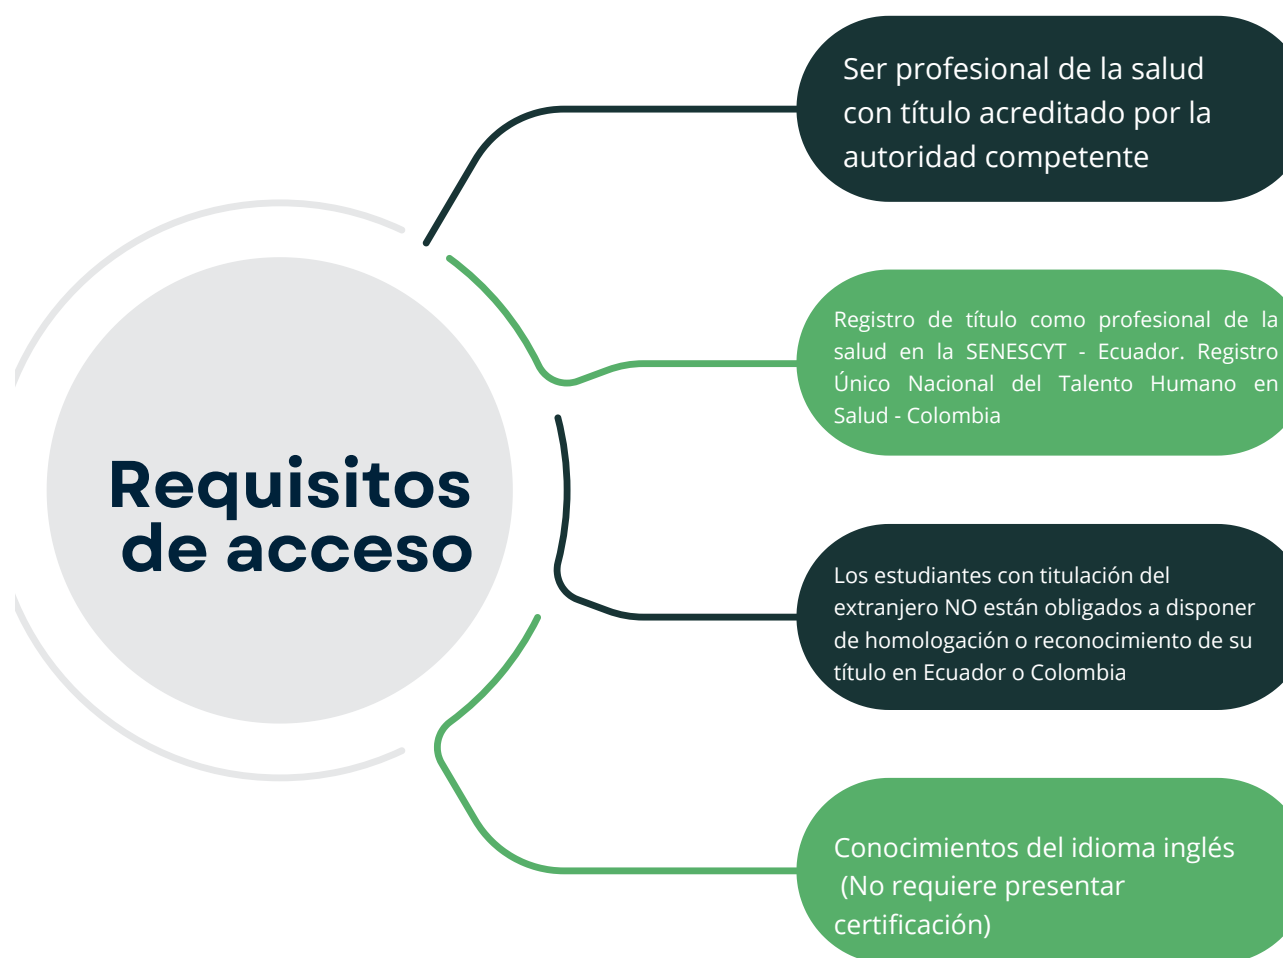 Requisitos
de acceso
Ser profesional de la salud
con título acreditado por la
autoridad competente
Registro de título como profesional de la
salud en la SENESCYT - Ecuador. Registro
Único Nacional del Talento Humano en
Salud - Colombia
Los estudiantes con titulación del
extranjero NO están obligados a disponer
de homologación o reconocimiento de su
título en Ecuador o Colombia
Conocimientos del idioma inglés
(No requiere presentar
certificación)